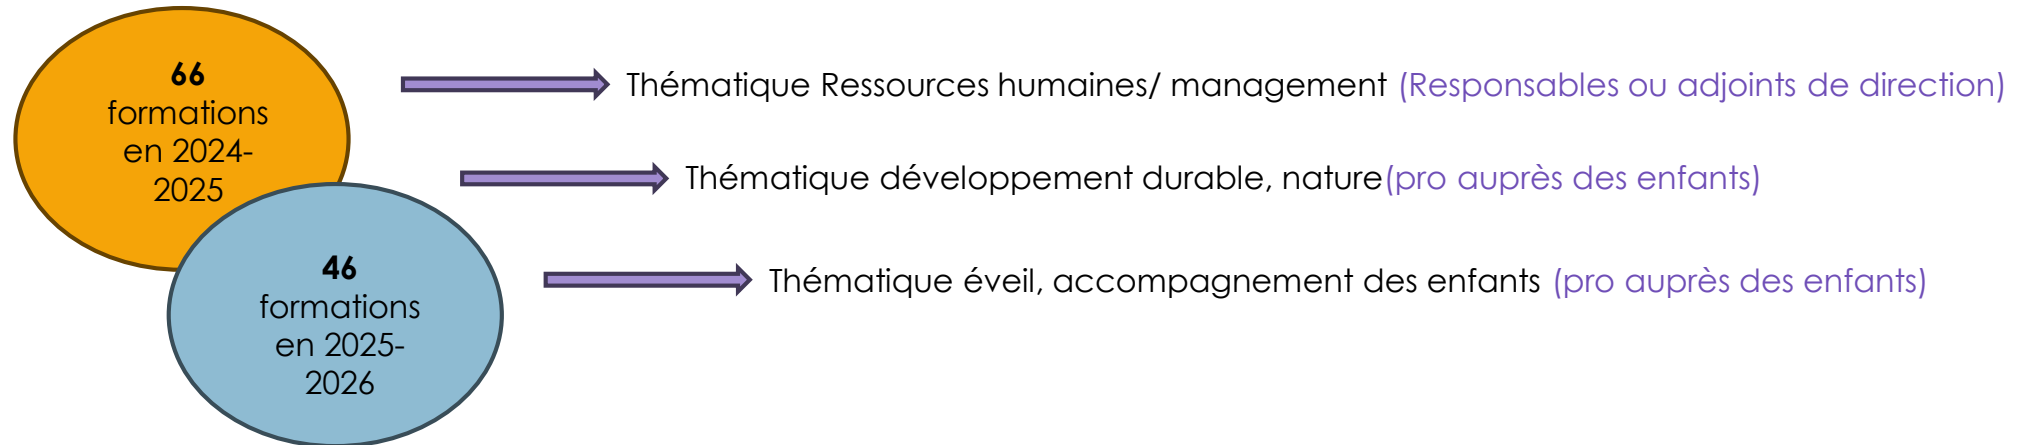 66
formations
en 2024-
2025
46
formations
en 2025-
2026
Thématique Ressources humaines/ management (Responsables ou adjoints de direction)
Thématique développement durable, nature(pro auprès des enfants)
Thématique éveil, accompagnement des enfants (pro auprès des enfants)